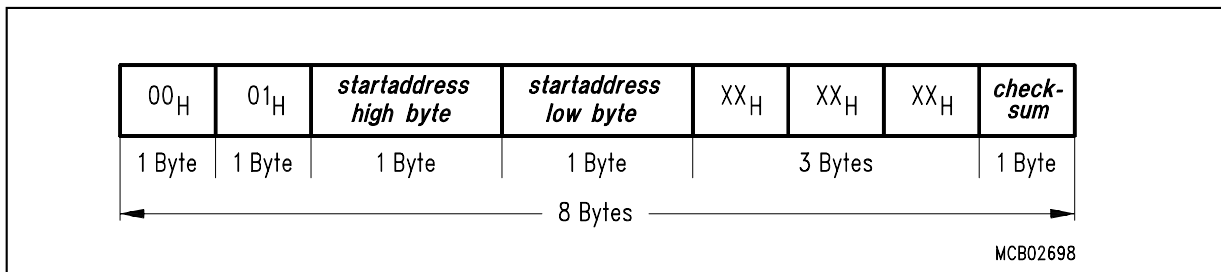 00H 01H startaddress high byte startaddress low byte XXH XXH XXH check-sum
1 Byte 1 Byte 1 Byte 1 Byte 3 Bytes 1 Byte
8 Bytes
MCB02698